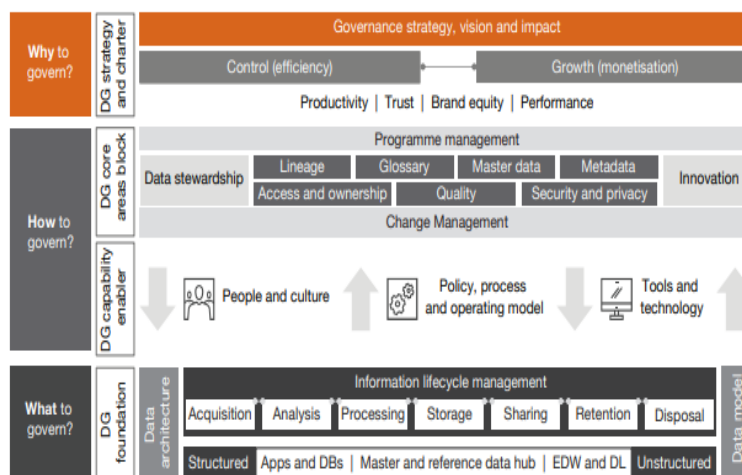 Why to
govern?
DG strategy
and charter
Governance strategy, vision and impact
Control (efficiency)
Growth (monetisation)
Productivity | Trust | Brand equity | Performance
How to
govern?
DG core
areas block
Programme management
Data stewardship
Lineage
Glossary
Master data
Metadata
Access and ownership
Quality
Security and privacy
Innovation
Change Management
DG capability
enabler
People and culture
Policy, process
and operating model
Tools and
technology
What to
govern?
DG
foundation
Data
architecture
Information lifecycle management
Acquisition
Analysis
Processing
Storage
Sharing
Retention
Disposal
Structured
Apps and DBs | Master and reference data hub | EDW and DL
Unstructured
Data model